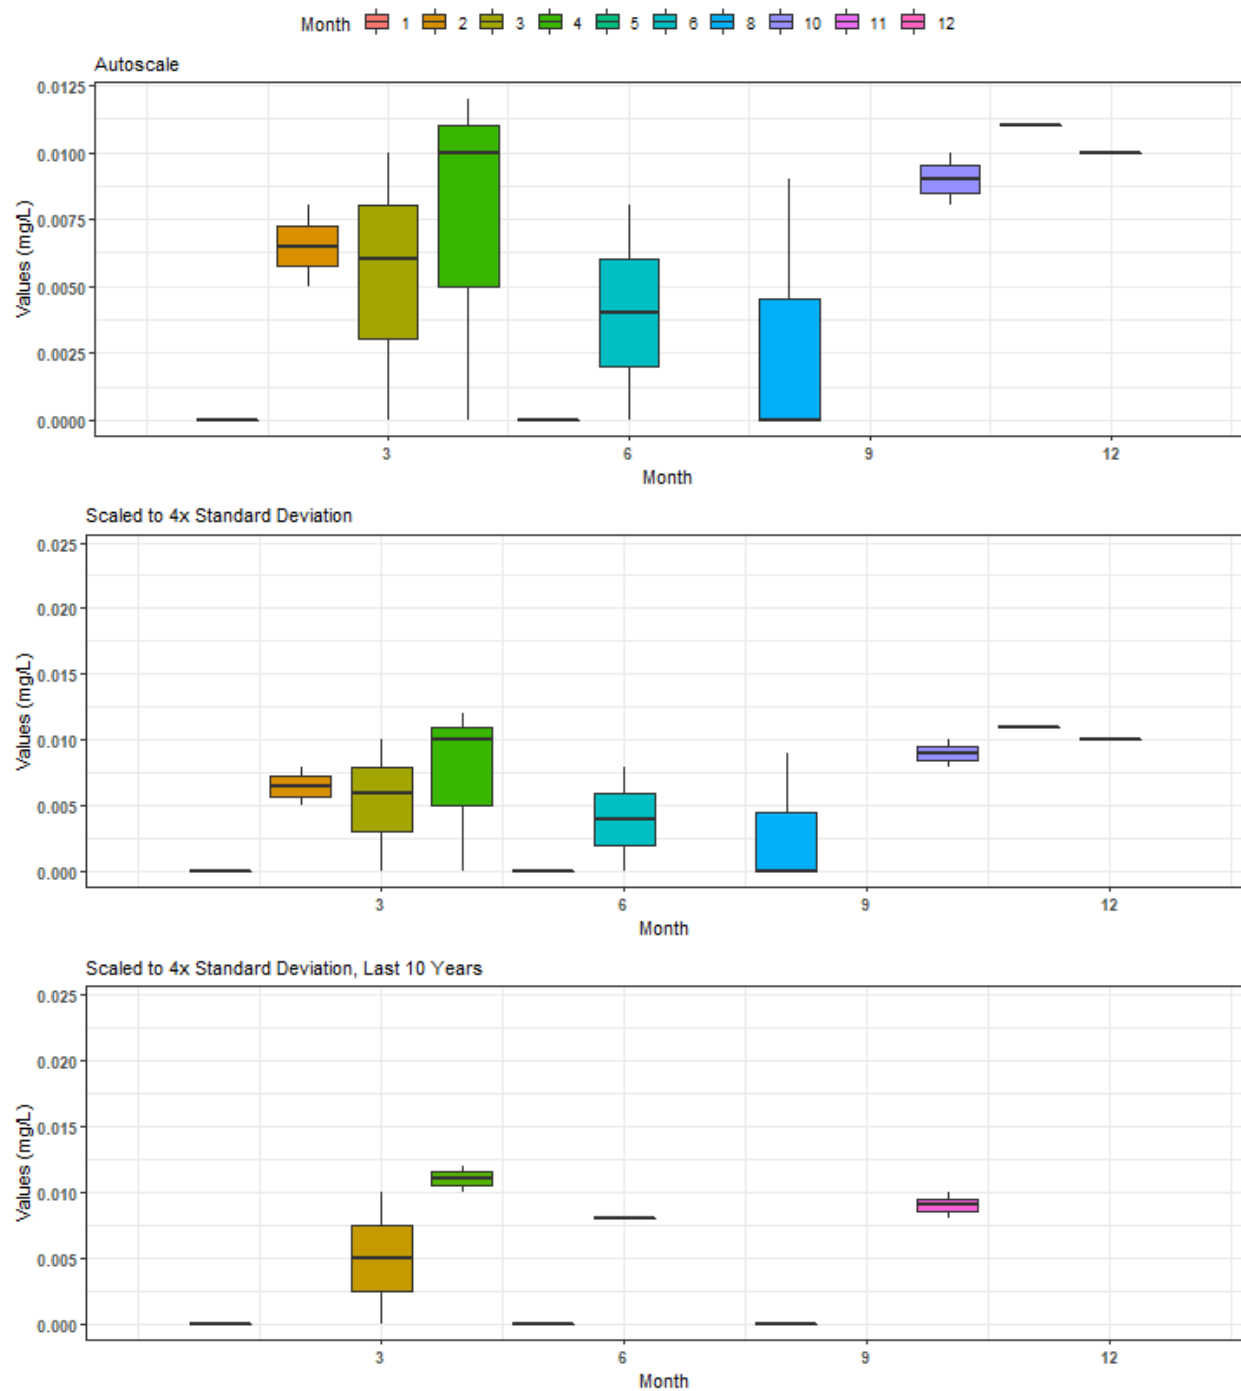 Month 1 2 3 4 5 6 8 10 11 12
Autoscale
Values (mg/L)
0.0125
0.0100
0.0075
0.0050
0.0025
0.0000
3 6 9 12
Month
Scaled to 4x Standard Deviation
Values (mg/L)
0.025
0.020
0.015
0.010
0.005
0.000
3 6 9 12
Month
Scaled to 4x Standard Deviation, Last 10 Years
Values (mg/L)
0.025
0.020
0.015
0.010
0.005
0.000
3 6 9 12
Month